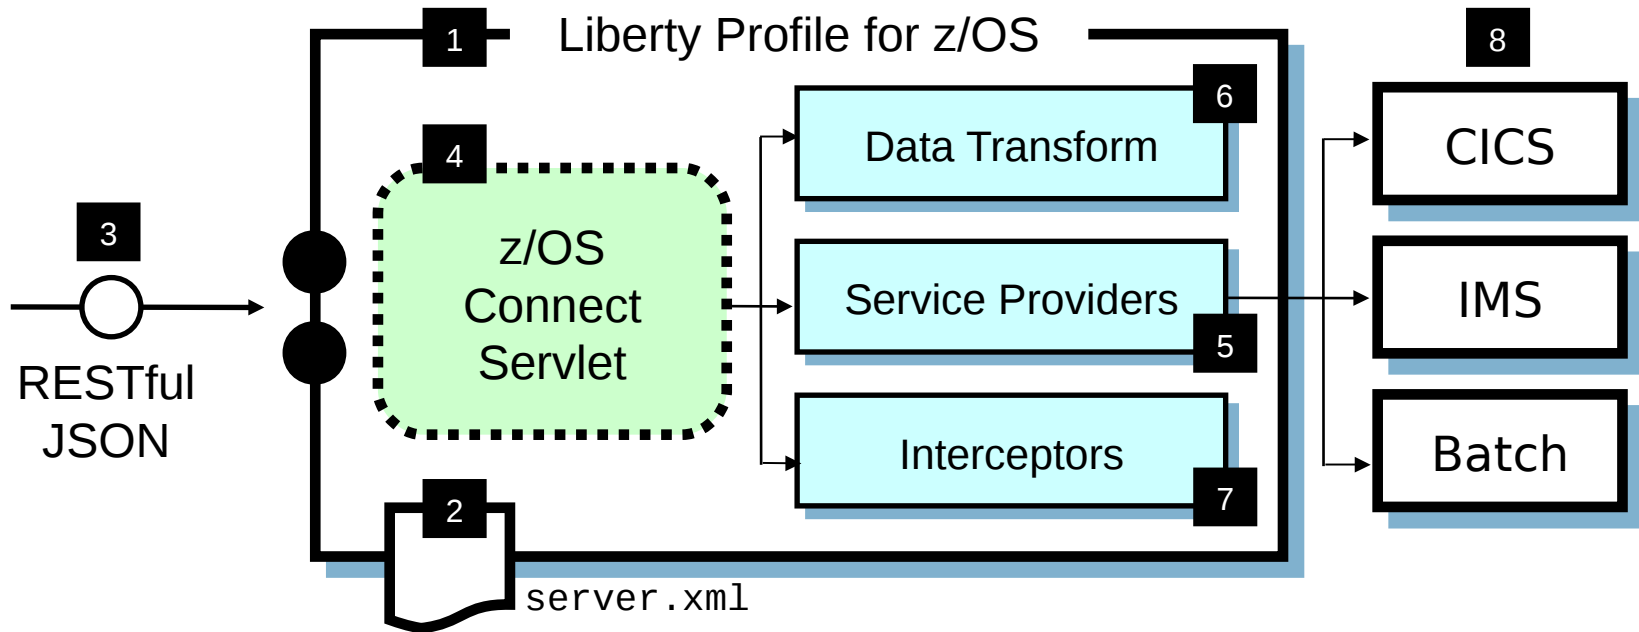 1
Liberty Profile for z/OS
8
6
Data Transform
CICS
4
3
z/OS
Connect
Servlet
Service Providers
5
IMS
RESTful
JSON
Interceptors
7
Batch
2
server.xml